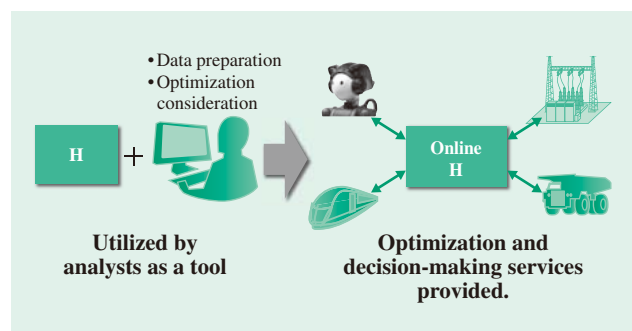 • Data preparation
• Optimization
consideration
H
Online
H
Utilized by
analysts as a tool
Optimization and
decision-making services
provided.